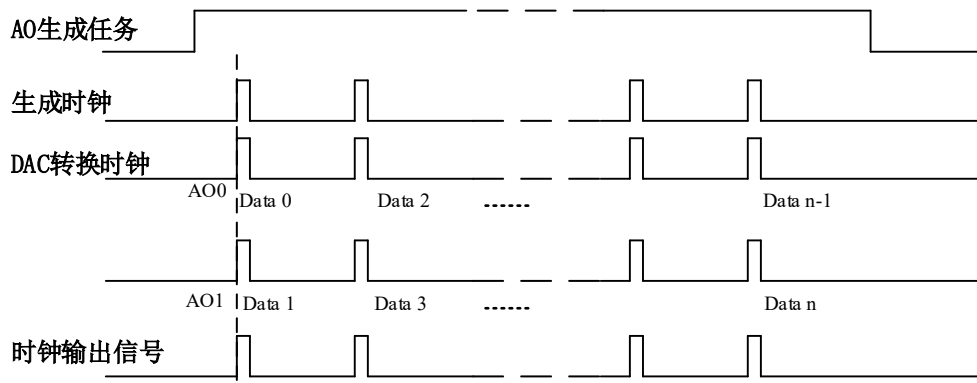 AO生成任务
生成时钟
DAC转换时钟
AO0 Data 0 Data 2 ...... Data n-1
AO1 Data 1 Data 3 ...... Data n
时钟输出信号